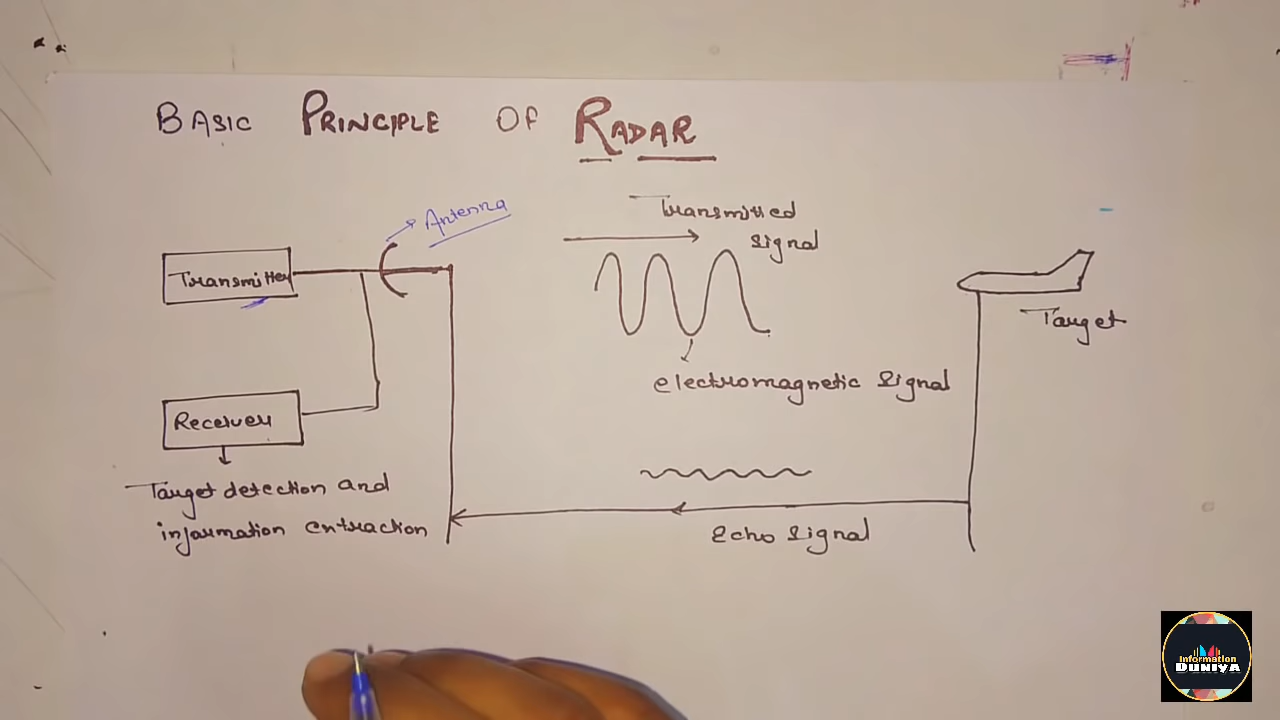 BASIC PRINCIPLE OF RADAR
Antenna
Transmitted
signal
Transmitter
Target
electromagnetic signal
Receiver
Target detection and
information entraction
Echo signal
Information
DUNIYA